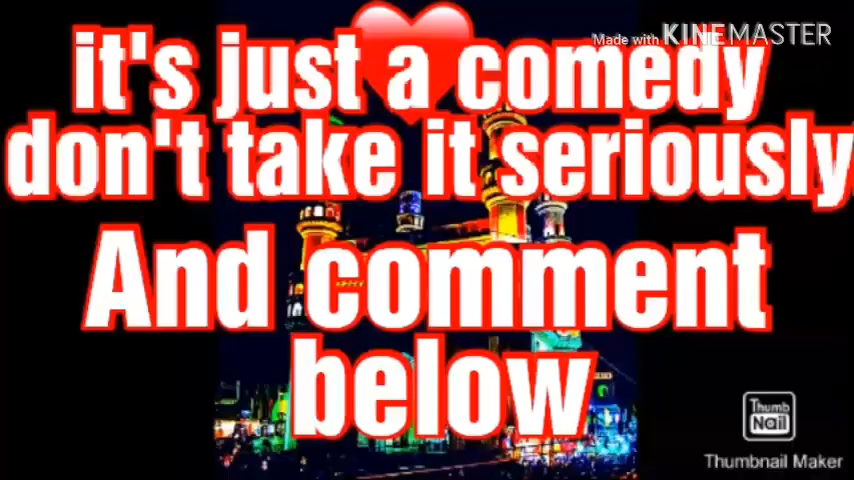 Made with KINEMASTER
it's just a comedy
don't take it seriously
And comment
below
Thumb
Nail
Thumbnail Maker